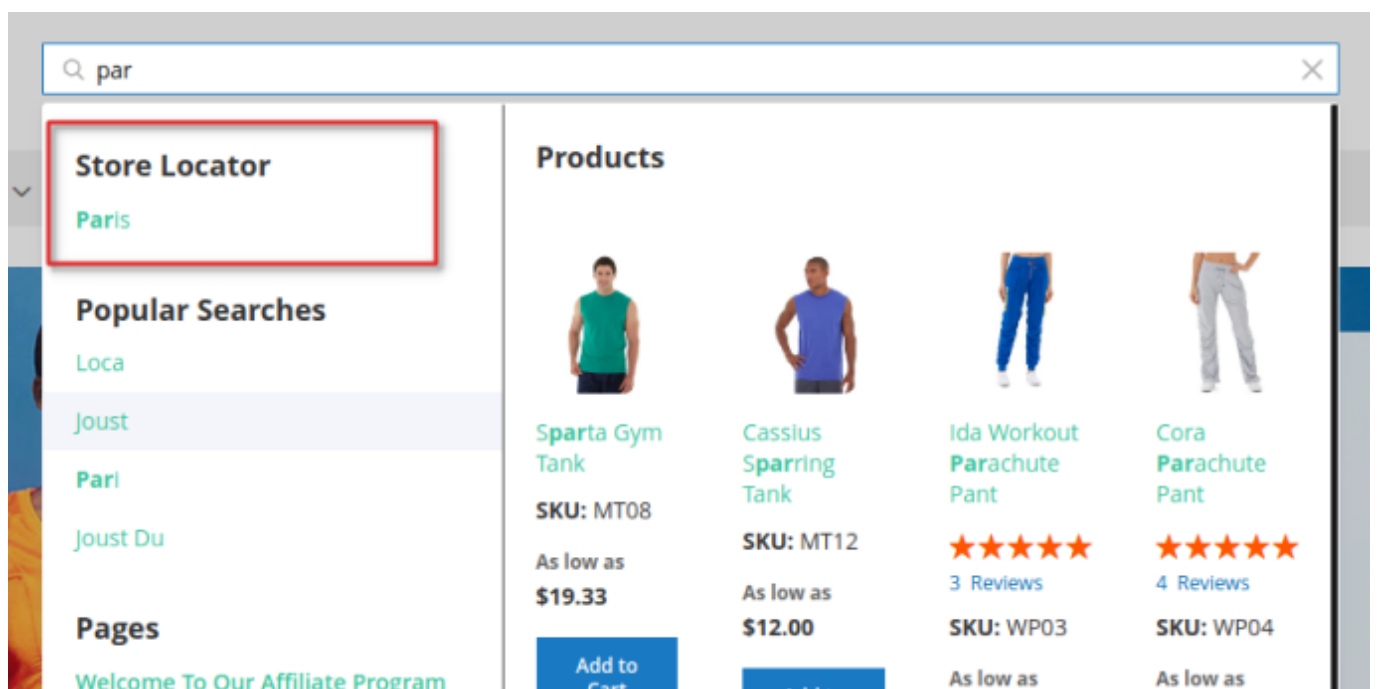 par
Store Locator
Paris
Popular Searches
Loca
Joust
Pari
Joust Du
Pages
Welcome To Our Affiliate Program
Products
Sparta Gym
Tank
SKU: MT08
As low as
$19.33
Add to
Cart
Cassius
Sparring
Tank
SKU: MT12
As low as
$12.00
Ida Workout
Parachute
Pant
3 Reviews
SKU: WP03
As low as
Cora
Parachute
Pant
4 Reviews
SKU: WP04
As low as